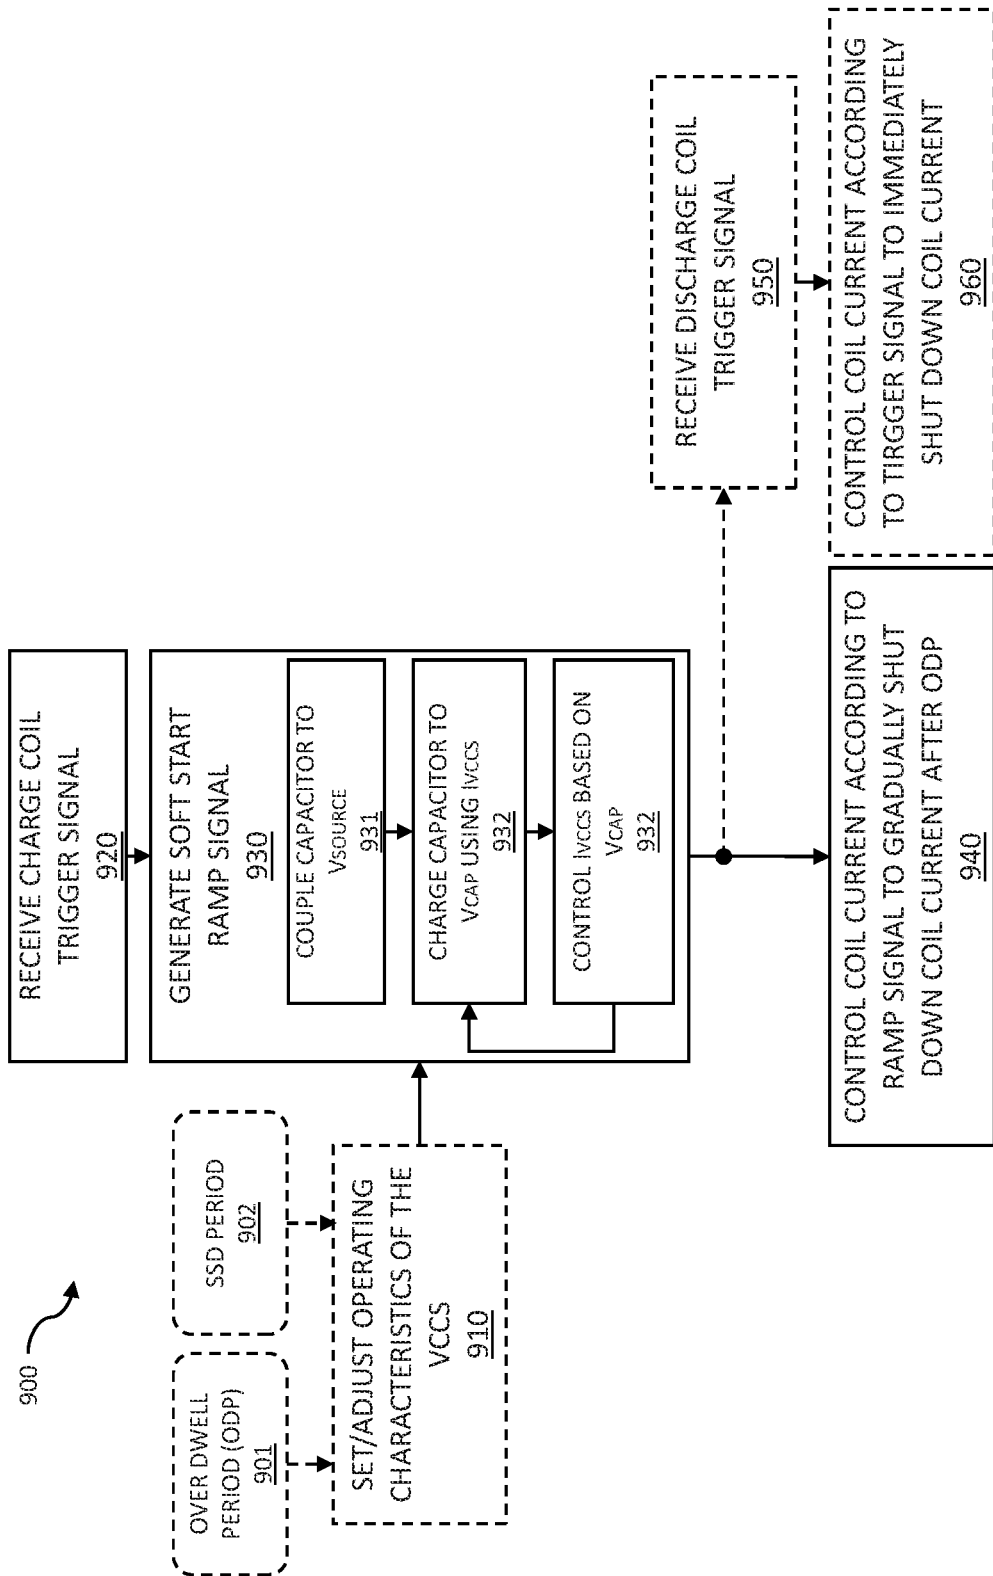 900
OVER DWELL
PERIOD (ODP)
901
SSD PERIOD
902
SET/ADJUST OPERATING
CHARACTERISTICS OF THE
VCCS
910
RECEIVE CHARGE COIL
TRIGGER SIGNAL
920
GENERATE SOFT START
RAMP SIGNAL
930
COUPLE CAPACITOR TO
VSOURCE
931
CHARGE CAPACITOR TO
VCAP USING IVCCS
932
CONTROL IVCCS BASED ON
VCAP
932
CONTROL COIL CURRENT ACCORDING TO
RAMP SIGNAL TO GRADUALLY SHUT
DOWN COIL CURRENT AFTER ODP
940
RECEIVE DISCHARGE COIL
TRIGGER SIGNAL
950
CONTROL COIL CURRENT ACCORDING
TO TIRGGER SIGNAL TO IMMEDIATELY
SHUT DOWN COIL CURRENT
960